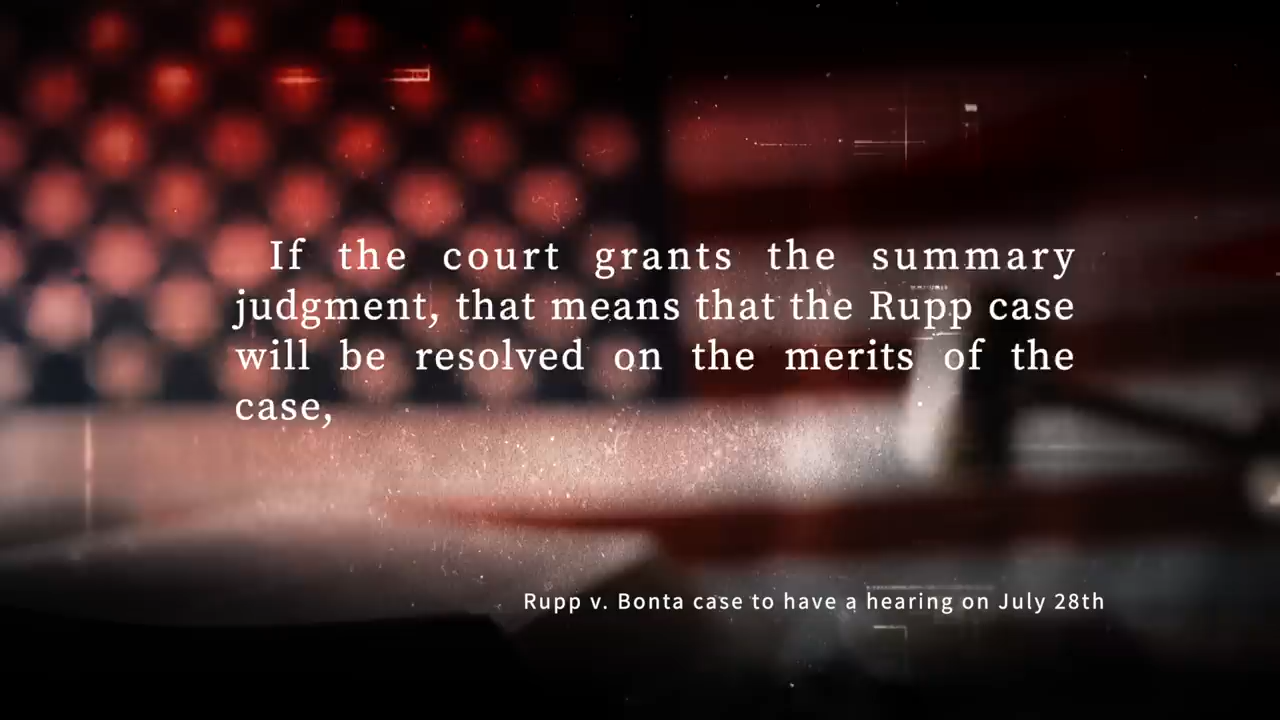 If the court grants the summary
judgment, that means that the Rupp case
will be resolved on the merits of the
case,
Rupp v. Bonta case to have a hearing on July 28th